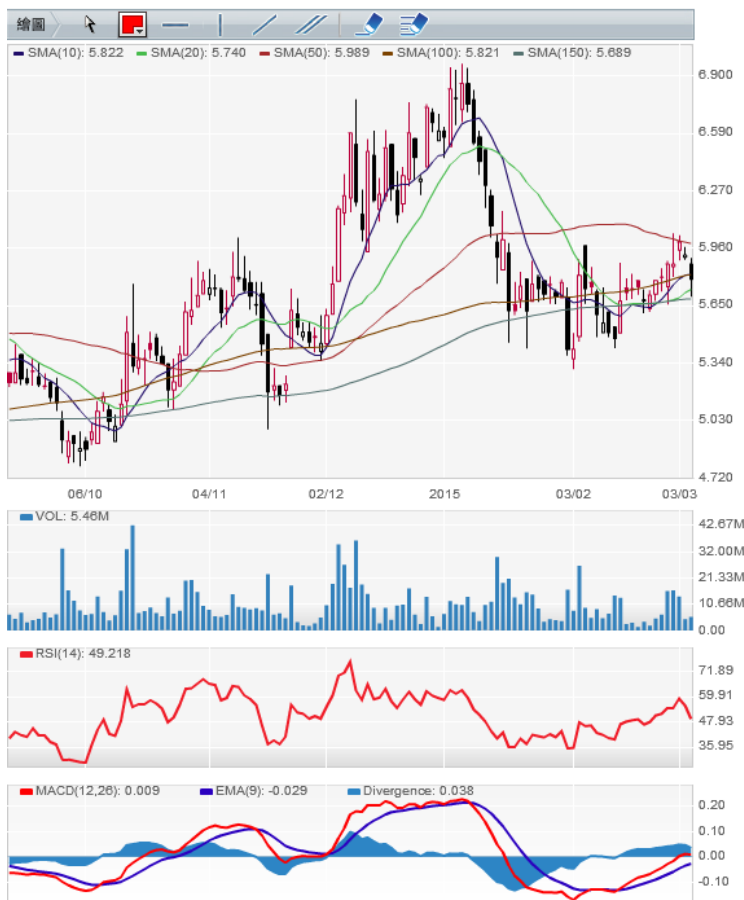 繪圖
SMA(10): 5.822 SMA(20): 5.740 SMA(50): 5.989 SMA(100): 5.821 SMA(150): 5.689
6.900
6.590
6.270
5.960
5.650
5.340
5.030
4.720
06/10 04/11 02/12 2015 03/02 03/03
VOL: 5.46M
42.67M
32.00M
21.33M
10.66M
0.00
RSI(14): 49.218
71.89
59.91
47.93
35.95
MACD(12,26): 0.009 EMA(9): -0.029 Divergence: 0.038
0.20
0.10
0.00
-0.10